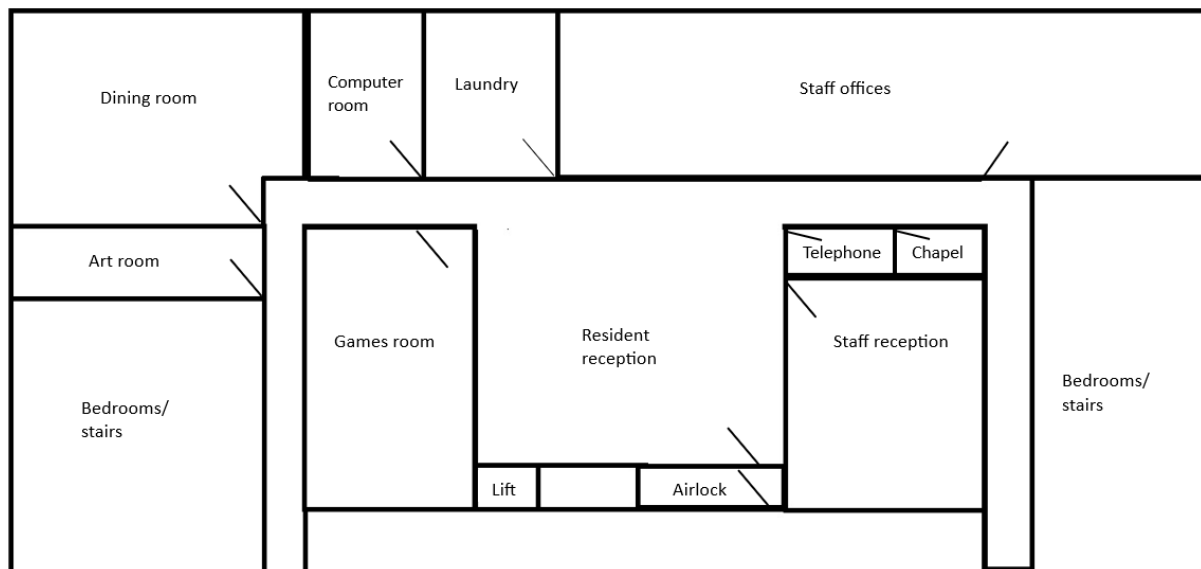 Dining room
Computer
room
Laundry
Staff offices
Art room
Telephone
Chapel
Games room
Resident
reception
Staff reception
Bedrooms/
stairs
Bedrooms/
stairs
Lift
Airlock